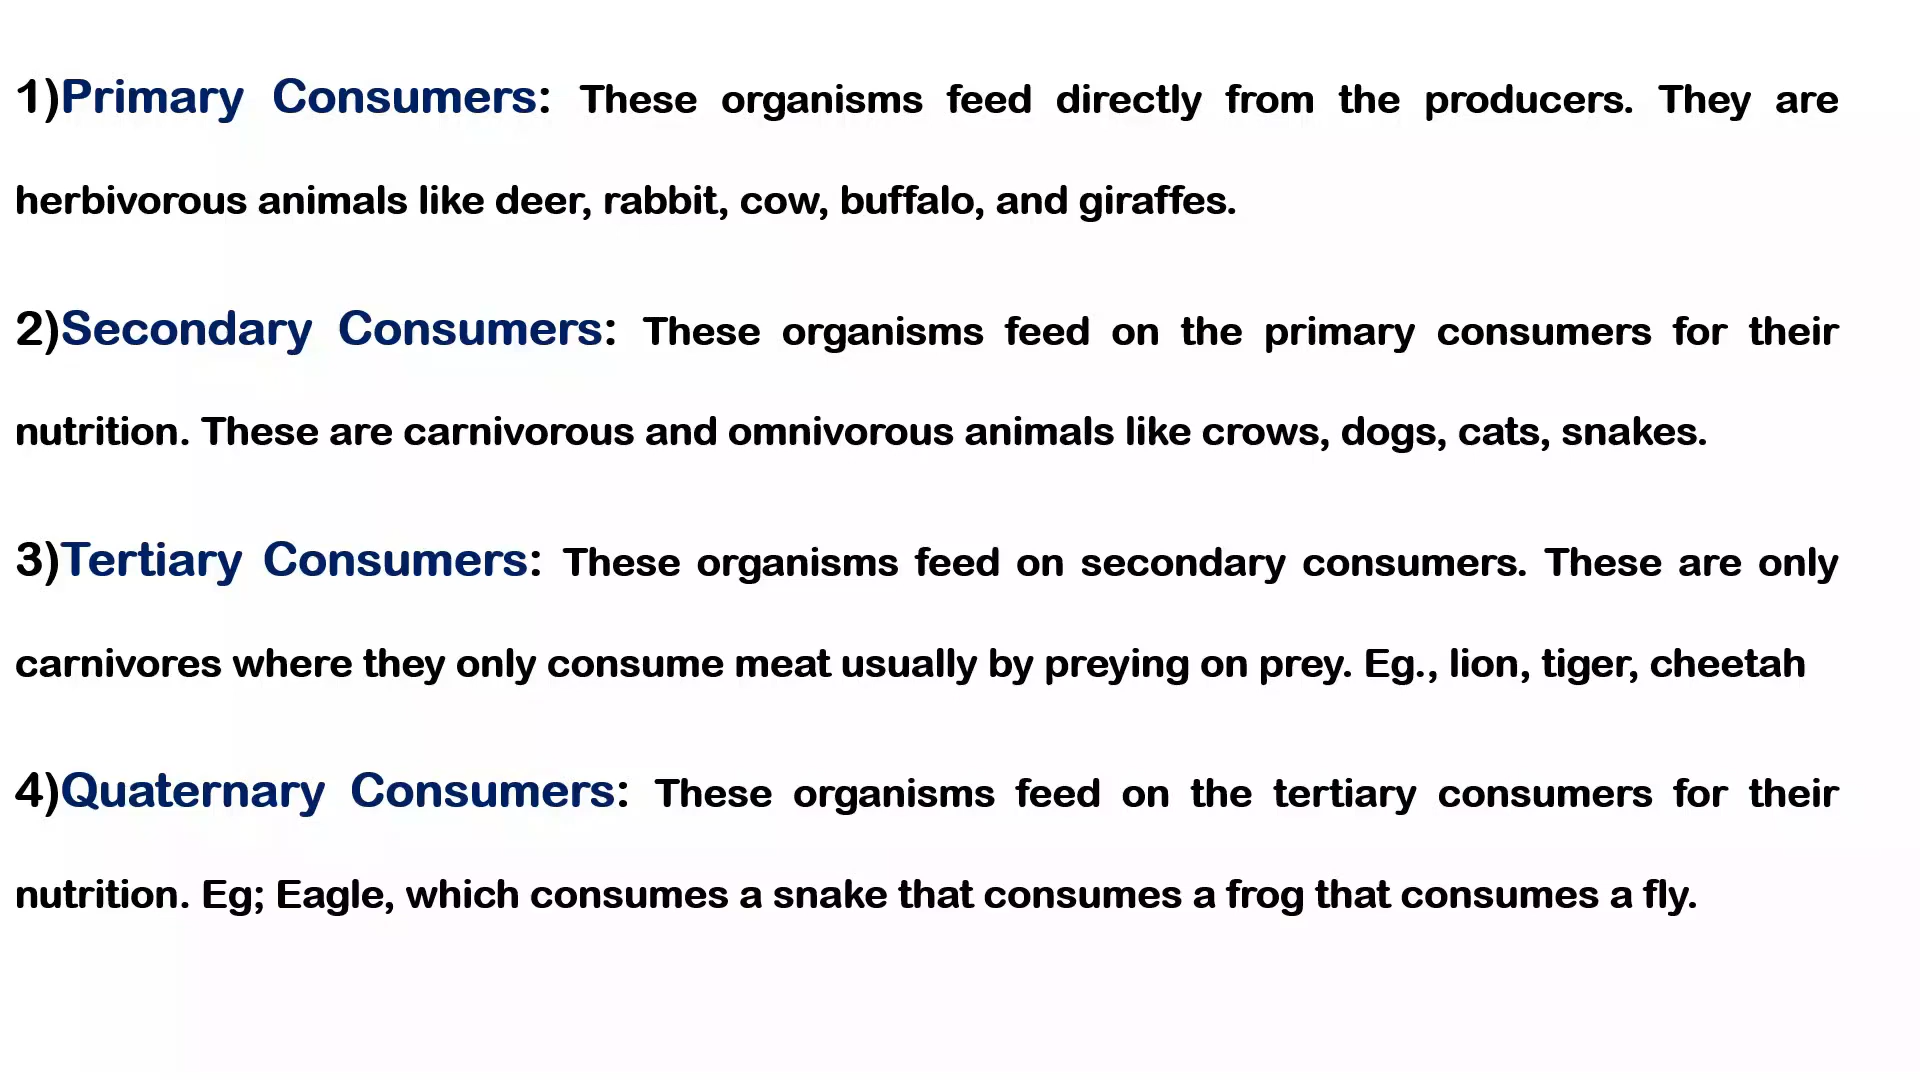 1)Primary Consumers: These organisms feed directly from the producers. They are
herbivorous animals like deer, rabbit, cow, buffalo, and giraffes.
2)Secondary Consumers: These organisms feed on the primary consumers for their
nutrition. These are carnivorous and omnivorous animals like crows, dogs, cats, snakes.
3)Tertiary Consumers: These organisms feed on secondary consumers. These are only
carnivores where they only consume meat usually by preying on prey. Eg., lion, tiger, cheetah
4)Quaternary Consumers: These organisms feed on the tertiary consumers for their
nutrition. Eg; Eagle, which consumes a snake that consumes a frog that consumes a fly.